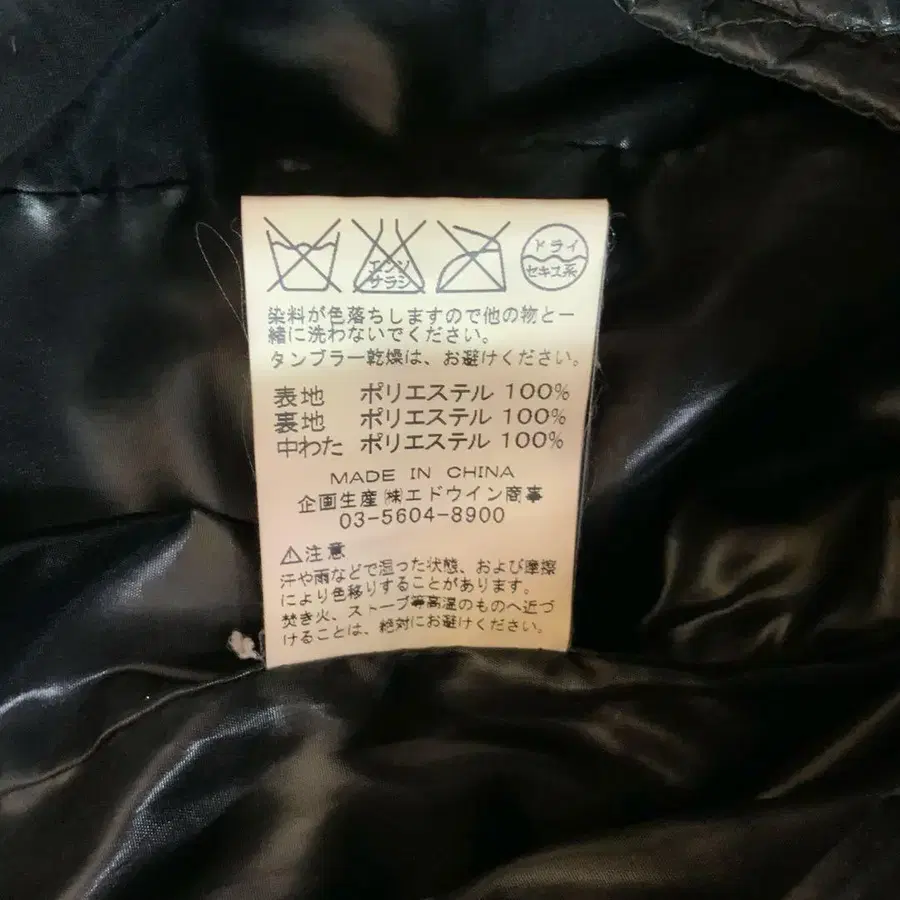 エンソ
サラシ
ドライ
セキユ系
染料が色落ちしますので他の物と一
緒に洗わないでください。
タンブラー乾燥は、お避けください。
表地 ポリエステル 100%
裏地 ポリエステル 100%
中わた ポリエステル 100%
MADE IN CHINA
企画生産㈱エドウイン商事
03-5604-8900
⚠注意
汗や雨などで湿った状態、および摩擦
により色移りすることがあります。
焚き火、ストーブ等高温のものへ近づ
けることは、絶対にお避けください。